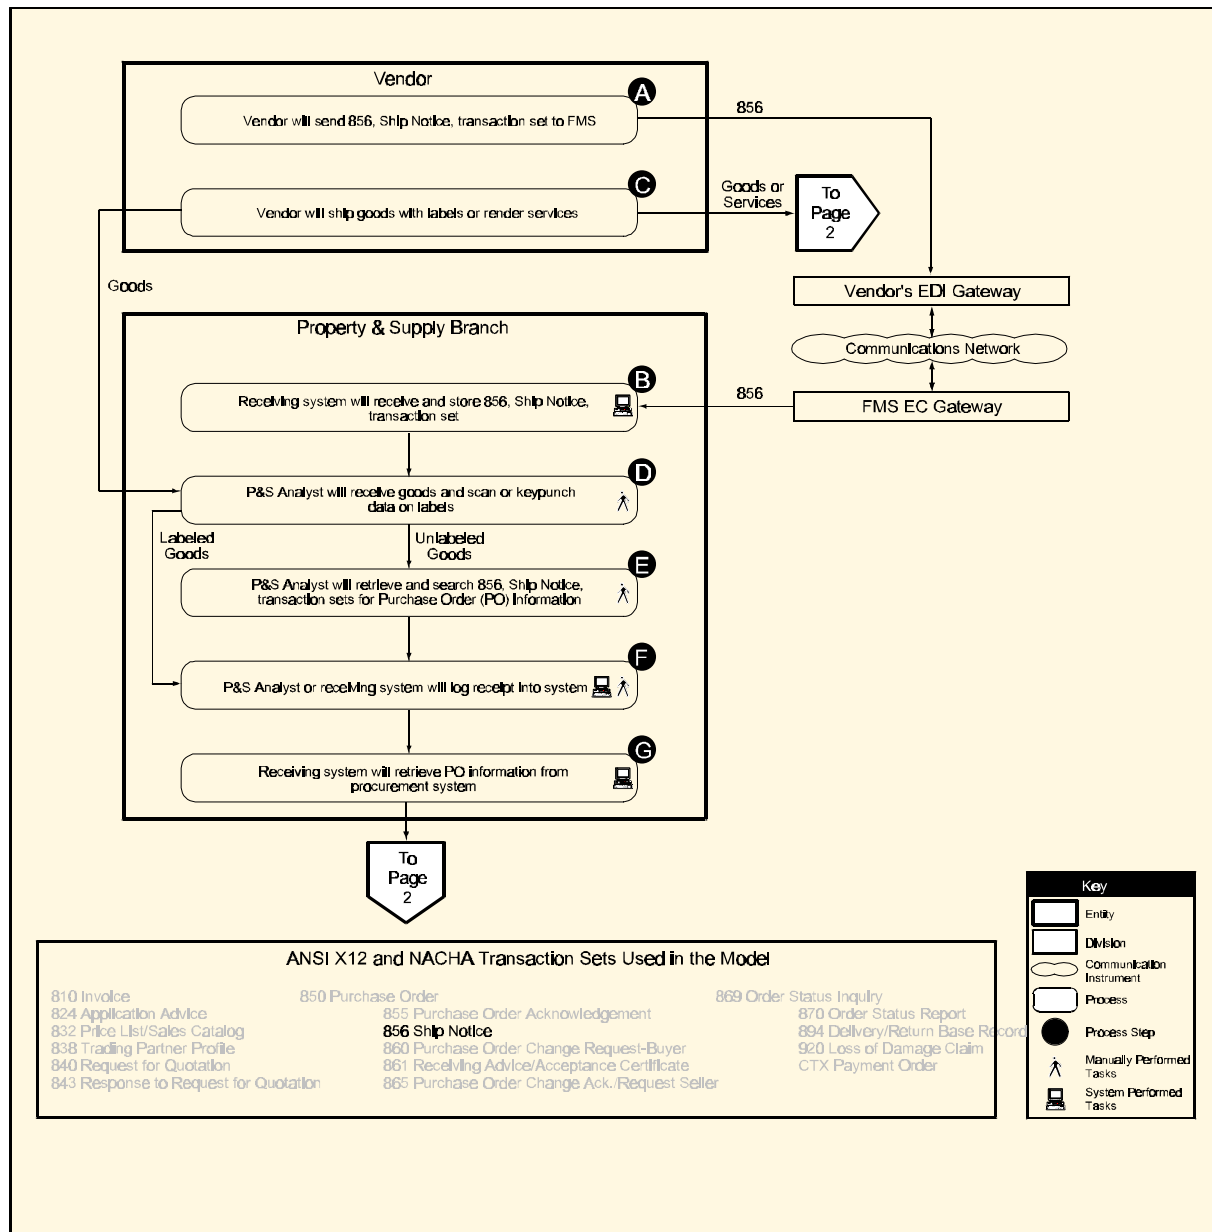 Vendor
A
Vendor will send 856, Ship Notice, transaction set to FMS
856
C
Vendor will ship goods with labels or render services
Goods or
Services
To
Page
2
Goods
Vendor's EDI Gateway
Communications Network
FMS EC Gateway
856
Property & Supply Branch
B
Receiving system will receive and store 856, Ship Notice,
transaction set
D
P&S Analyst will receive goods and scan or keypunch
data on labels
Labeled
Goods
Unlabeled
Goods
E
P&S Analyst will retrieve and search 856, Ship Notice,
transaction sets for Purchase Order (PO) Information
F
P&S Analyst or receiving system will log receipt into system
G
Receiving system will retrieve PO information from
procurement system
To
Page
2
Key
Entity
Division
Communication
Instrument
Process
Process Step
Manually Performed
Tasks
System Performed
Tasks
ANSI X12 and NACHA Transaction Sets Used in the Model
810 Invoice
824 Application Advice
832 Price List/Sales Catalog
838 Trading Partner Profile
840 Request for Quotation
843 Response to Request for Quotation
850 Purchase Order
855 Purchase Order Acknowledgement
856 Ship Notice
860 Purchase Order Change Request-Buyer
861 Receiving Advice/Acceptance Certificate
865 Purchase Order Change Ack./Request Seller
869 Order Status Inquiry
870 Order Status Report
894 Delivery/Return Base Record
920 Loss of Damage Claim
CTX Payment Order